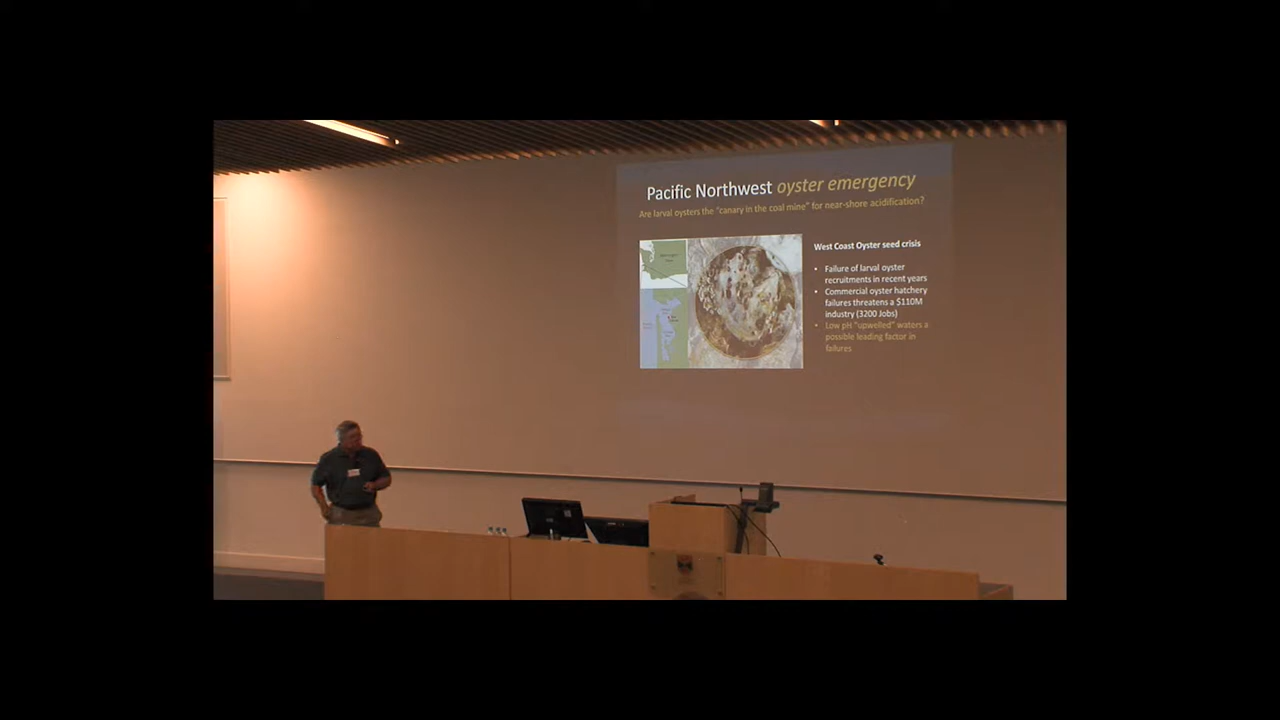 Pacific Northwest oyster emergency
Are larval oysters the “canary in the coal mine” for near-shore acidification?
West Coast Oyster seed crisis
• Failure of larval oyster
recruitments in recent years
• Commercial oyster hatchery
failures threatens a $110M
industry (3200 Jobs)
• Low pH “upwelled” waters a
possible leading factor in
failures